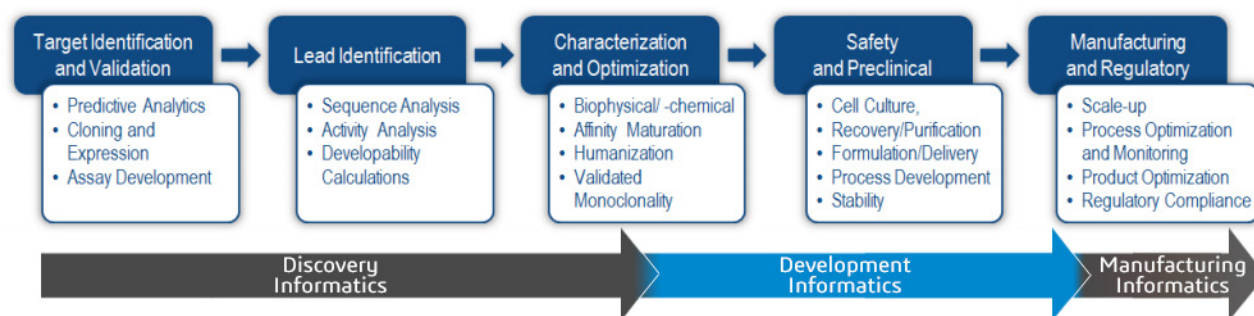 Target Identification
and Validation
• Predictive Analytics
• Cloning and
Expression
• Assay Development
Lead Identification
• Sequence Analysis
• Activity Analysis
• Developability
Calculations
Characterization
and Optimization
• Biophysical/ -chemical
• Affinity Maturation
• Humanization
• Validated
Monoclonality
Safety
and Preclinical
• Cell Culture,
• Recovery/Purification
• Formulation/Delivery
• Process Development
• Stability
Manufacturing
and Regulatory
• Scale-up
• Process Optimization
and Monitoring
• Product Optimization
• Regulatory Compliance
Discovery
Informatics
Development
Informatics
Manufacturing
Informatics